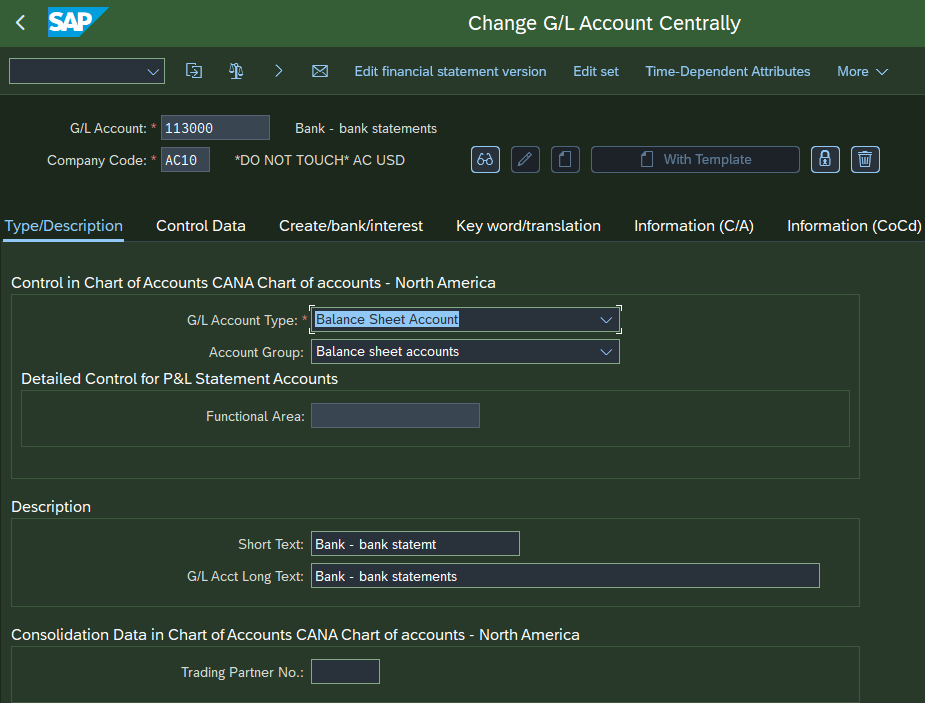 SAP Change G/L Account Centrally
Edit financial statement version Edit set Time-Dependent Attributes More
G/L Account: * 113000 Bank - bank statements
Company Code: * AC10 *DO NOT TOUCH* AC USD With Template
Type/Description Control Data Create/bank/interest Key word/translation Information (C/A) Information (CoCd)
Control in Chart of Accounts CANA Chart of accounts - North America
G/L Account Type: * Balance Sheet Account
Account Group: Balance sheet accounts
Detailed Control for P&L Statement Accounts
Functional Area:
Description
Short Text: Bank - bank statemt
G/L Acct Long Text: Bank - bank statements
Consolidation Data in Chart of Accounts CANA Chart of accounts - North America
Trading Partner No.: